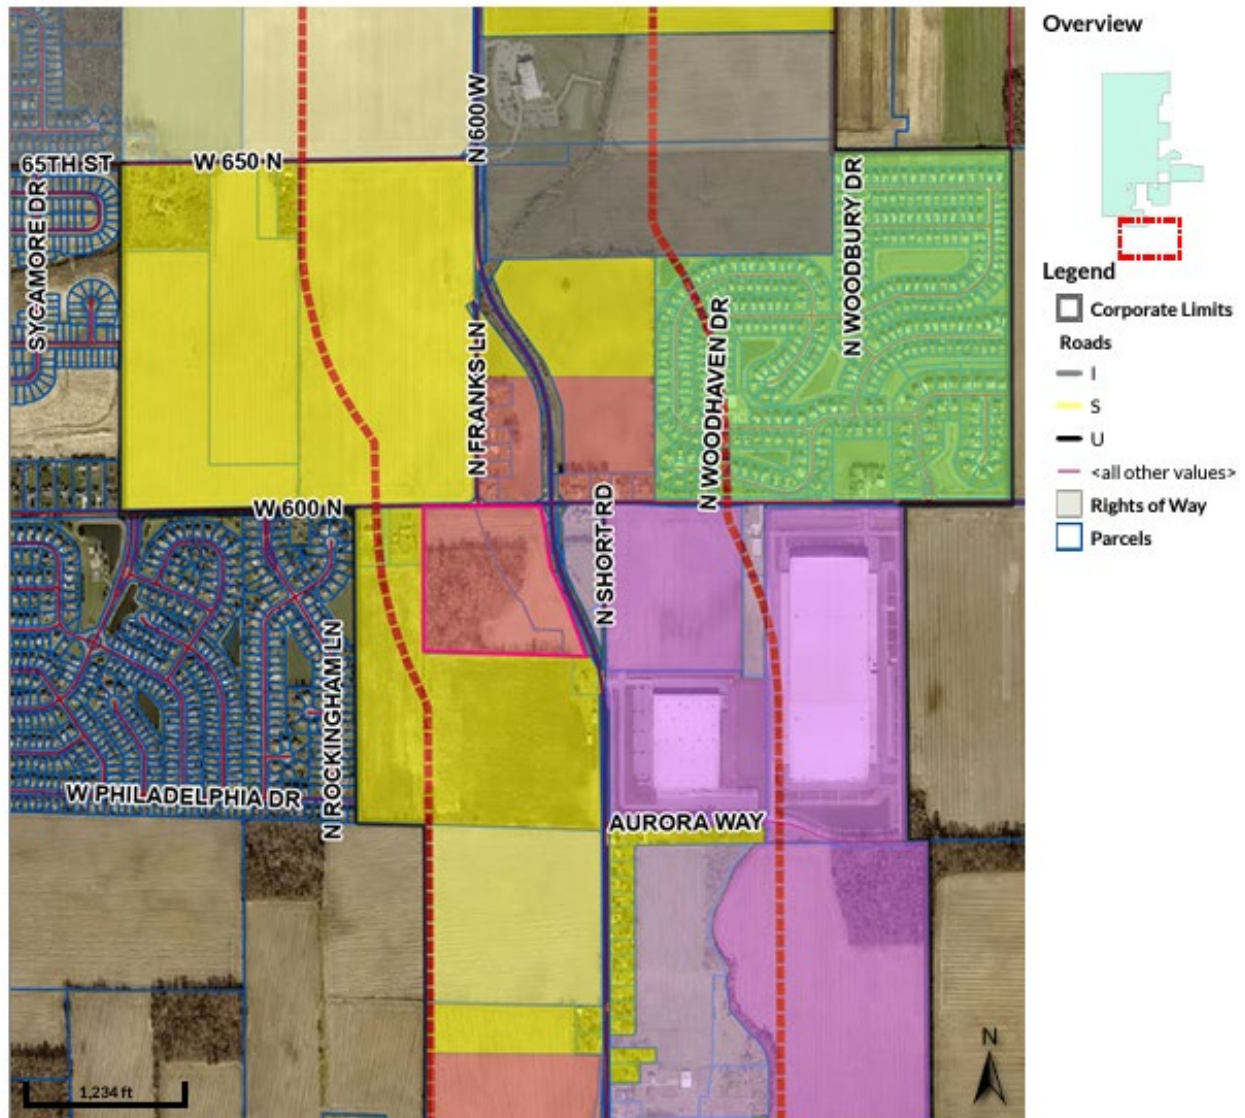 Overview
N 600 W
65TH ST
W 650 N
SYCAMORE DR
N WOODBURY DR
Legend
Corporate Limits
Roads
I
S
U
<all other values>
Rights of Way
Parcels
N FRANKS LN
N WOODHAVEN DR
W 600 N
N SHORT RD
N ROCKINGHAM LN
W PHILADELPHIA DR
AURORA WAY
N
1,234 ft